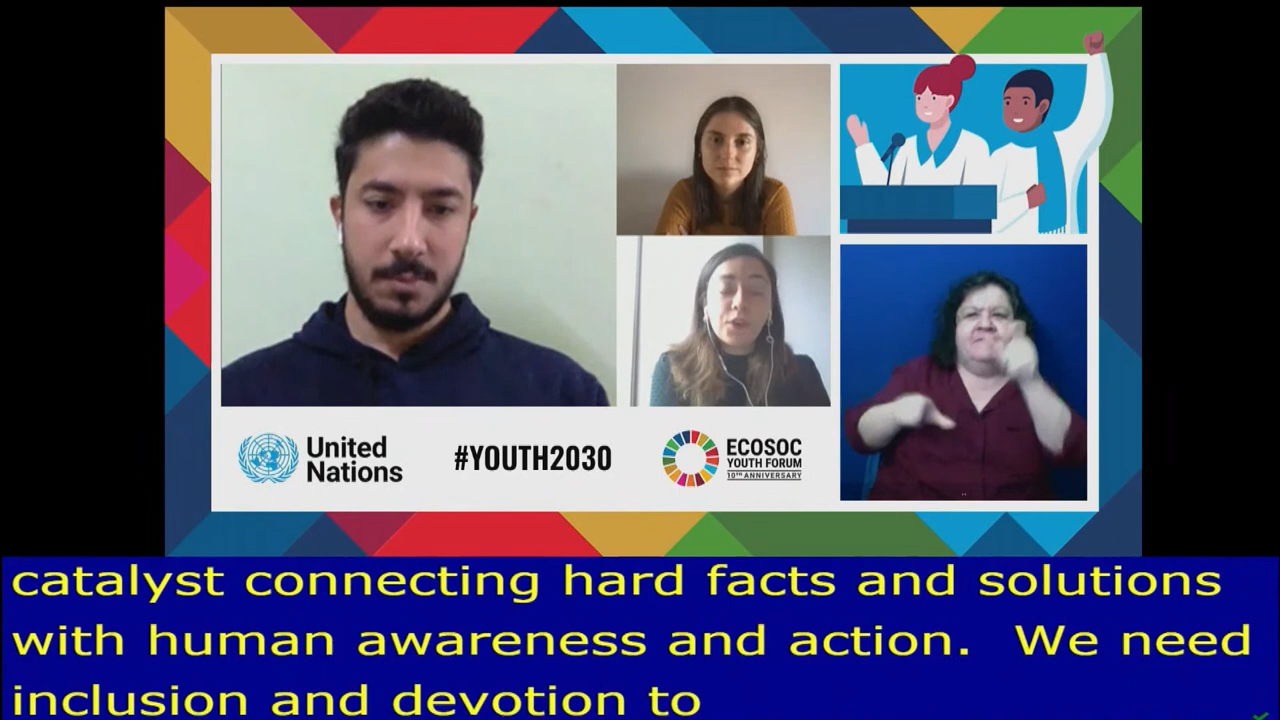 United
Nations
#YOUTH2030
ECOSOC
YOUTH FORUM
10TH ANNIVERSARY
catalyst connecting hard facts and solutions
with human awareness and action.  We need
inclusion and devotion to